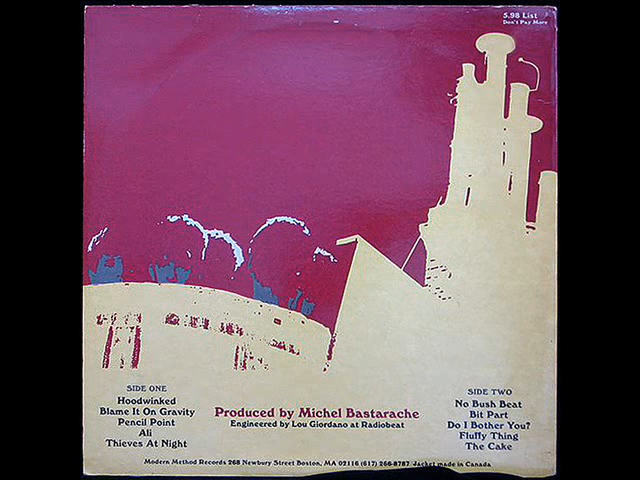 5.98 List
Don't Pay More
SIDE ONE
Hoodwinked
Blame It On Gravity
Pencil Point
Ali
Thieves At Night
Produced by Michel Bastarache
Engineered by Lou Giordano at Radiobeat
SIDE TWO
No Bush Beat
Bit Part
Do I Bother You?
Fluffy Thing
The Cake
Modern Method Records 268 Newbury Street Boston, MA 02116 (617) 266-8787 Jacket made in Canada